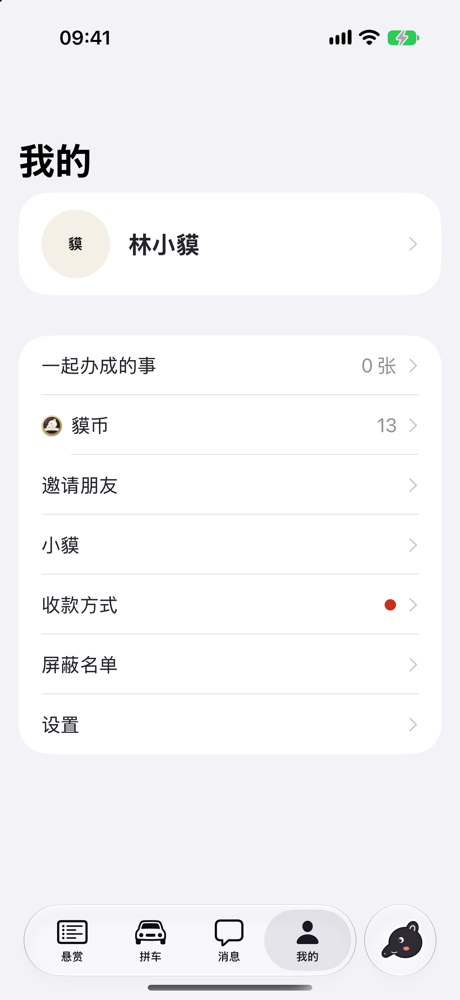 09:41
我的
貘
林小貘
一起办成的事 0 张
貘币 13
邀请朋友
小貘
收款方式
屏蔽名单
设置
悬赏 拼车 消息 我的